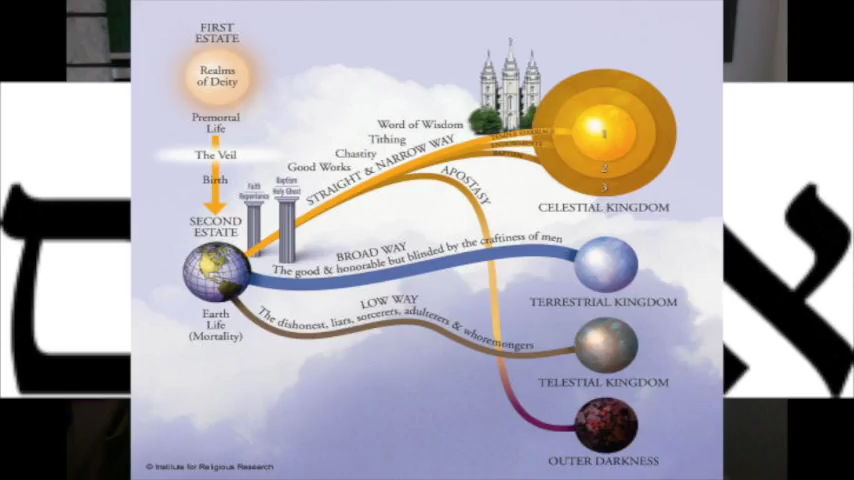 FIRST
ESTATE
Realms
of Deity
Premortal
Life
The Veil
Birth
SECOND
ESTATE
Earth
Life
(Mortality)
Faith
Repentance
Baptism
Holy Ghost
Word of Wisdom
Tithing
Chastity
Good Works
STRAIGHT & NARROW WAY
APOSTASY
1
2
3
CELESTIAL KINGDOM
BROAD WAY
The good & honorable but blinded by the craftiness of men
TERRESTRIAL KINGDOM
LOW WAY
The dishonest, liars, sorcerers, adulterers & whoremongers
TELESTIAL KINGDOM
OUTER DARKNESS
© Institute for Religious Research
א